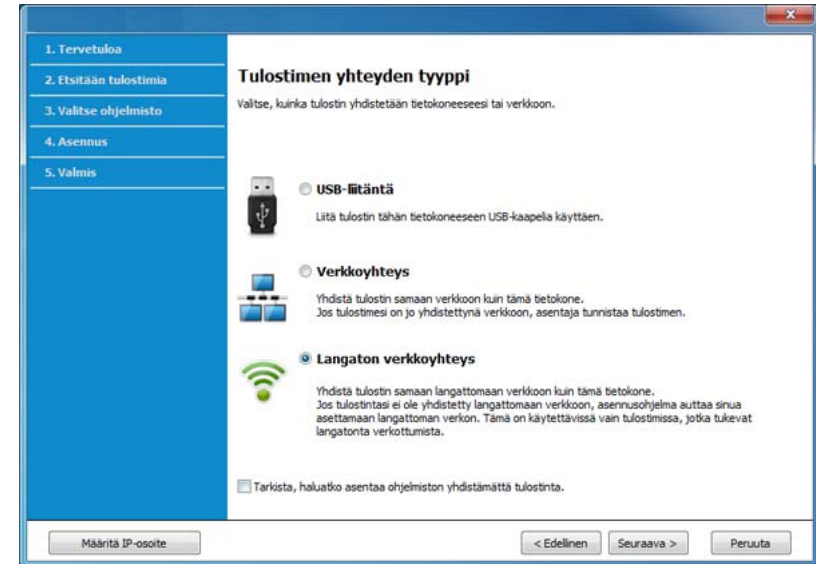 1. Tervetuloa
2. Etsitään tulostimia
3. Valitse ohjelmisto
4. Asennus
5. Valmis
Tulostimen yhteyden tyyppi
Valitse, kuinka tulostin yhdistetään tietokoneeseesi tai verkkoon.
USB-liitäntä
Liitä tulostin tähän tietokoneeseen USB-kaapelia käyttäen.
Verkkoyhteys
Yhdistä tulostin samaan verkkoon kuin tämä tietokone.
Jos tulostimesi on jo yhdistettynä verkkoon, asentaja tunnistaa tulostimen.
Langaton verkkoyhteys
Yhdistä tulostin samaan langattomaan verkkoon kuin tämä tietokone.
Jos tulostintasi ei ole yhdistetty langattomaan verkkoon, asennusohjelma auttaa sinua
asettamaan langattoman verkon. Tämä on käytettävissä vain tulostimissa, jotka tukevat
langatonta verkottumista.
Tarkista, haluatko asentaa ohjelmiston yhdistämättä tulostinta.
Määritä IP-osoite
< Edellinen
Seuraava >
Peruuta